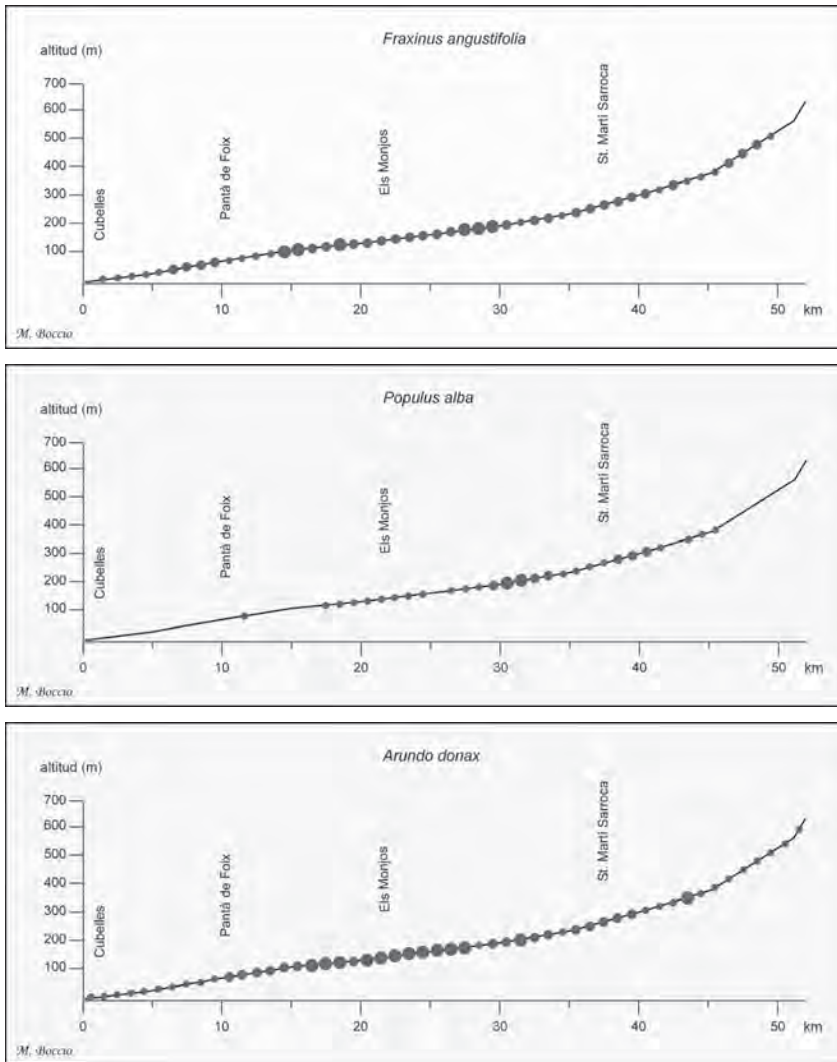 Fraxinus angustifolia
altitud (m)
700
600
500
400
300
200
100
Cubelles
Pantà de Foix
Els Monjos
St. Martí Sarroca
0
10
20
30
40
50
km
M. Boccio
Populus alba
altitud (m)
700
600
500
400
300
200
100
Cubelles
Pantà de Foix
Els Monjos
St. Martí Sarroca
0
10
20
30
40
50
km
M. Boccio
Arundo donax
altitud (m)
700
600
500
400
300
200
100
Cubelles
Pantà de Foix
Els Monjos
St. Martí Sarroca
0
10
20
30
40
50
km
M. Boccio